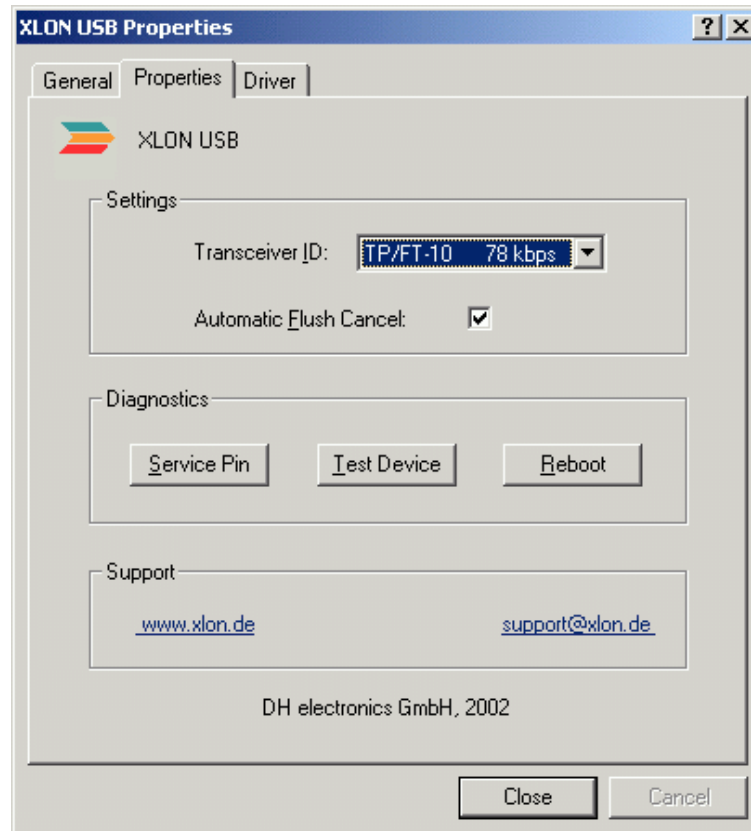 XLON USB Properties
General Properties Driver
XLON USB
Settings
Transceiver ID: TP/FT-10 78 kbps
Automatic Flush Cancel:
Diagnostics
Service Pin Test Device Reboot
Support
www.xlon.de support@xlon.de
DH electronics GmbH, 2002
Close Cancel